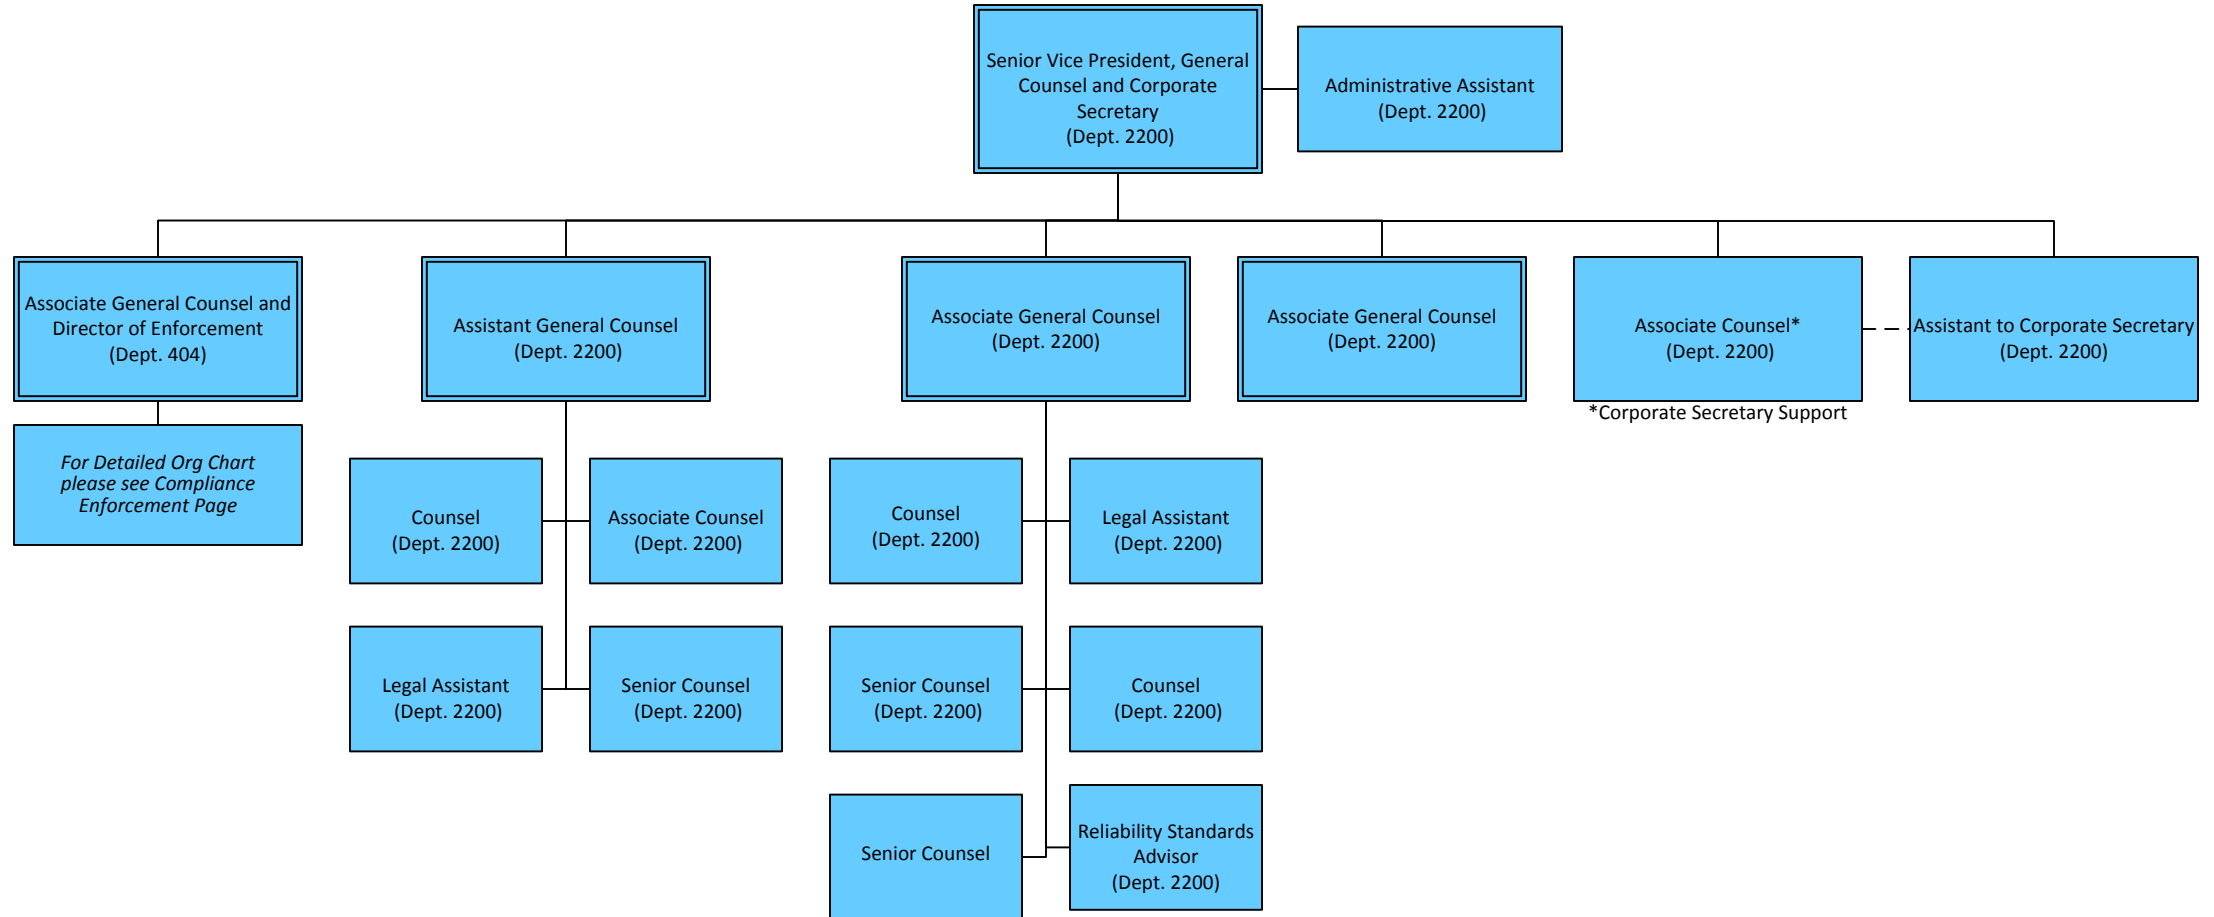 Senior Vice President, General
Counsel and Corporate
Secretary
(Dept. 2200)
Administrative Assistant
(Dept. 2200)
Associate General Counsel and
Director of Enforcement
(Dept. 404)
Assistant General Counsel
(Dept. 2200)
Associate General Counsel
(Dept. 2200)
Associate General Counsel
(Dept. 2200)
Associate Counsel*
(Dept. 2200)
Assistant to Corporate Secretary
(Dept. 2200)
*Corporate Secretary Support
For Detailed Org Chart
please see Compliance
Enforcement Page
Counsel
(Dept. 2200)
Associate Counsel
(Dept. 2200)
Counsel
(Dept. 2200)
Legal Assistant
(Dept. 2200)
Legal Assistant
(Dept. 2200)
Senior Counsel
(Dept. 2200)
Senior Counsel
(Dept. 2200)
Counsel
(Dept. 2200)
Senior Counsel
Reliability Standards
Advisor
(Dept. 2200)